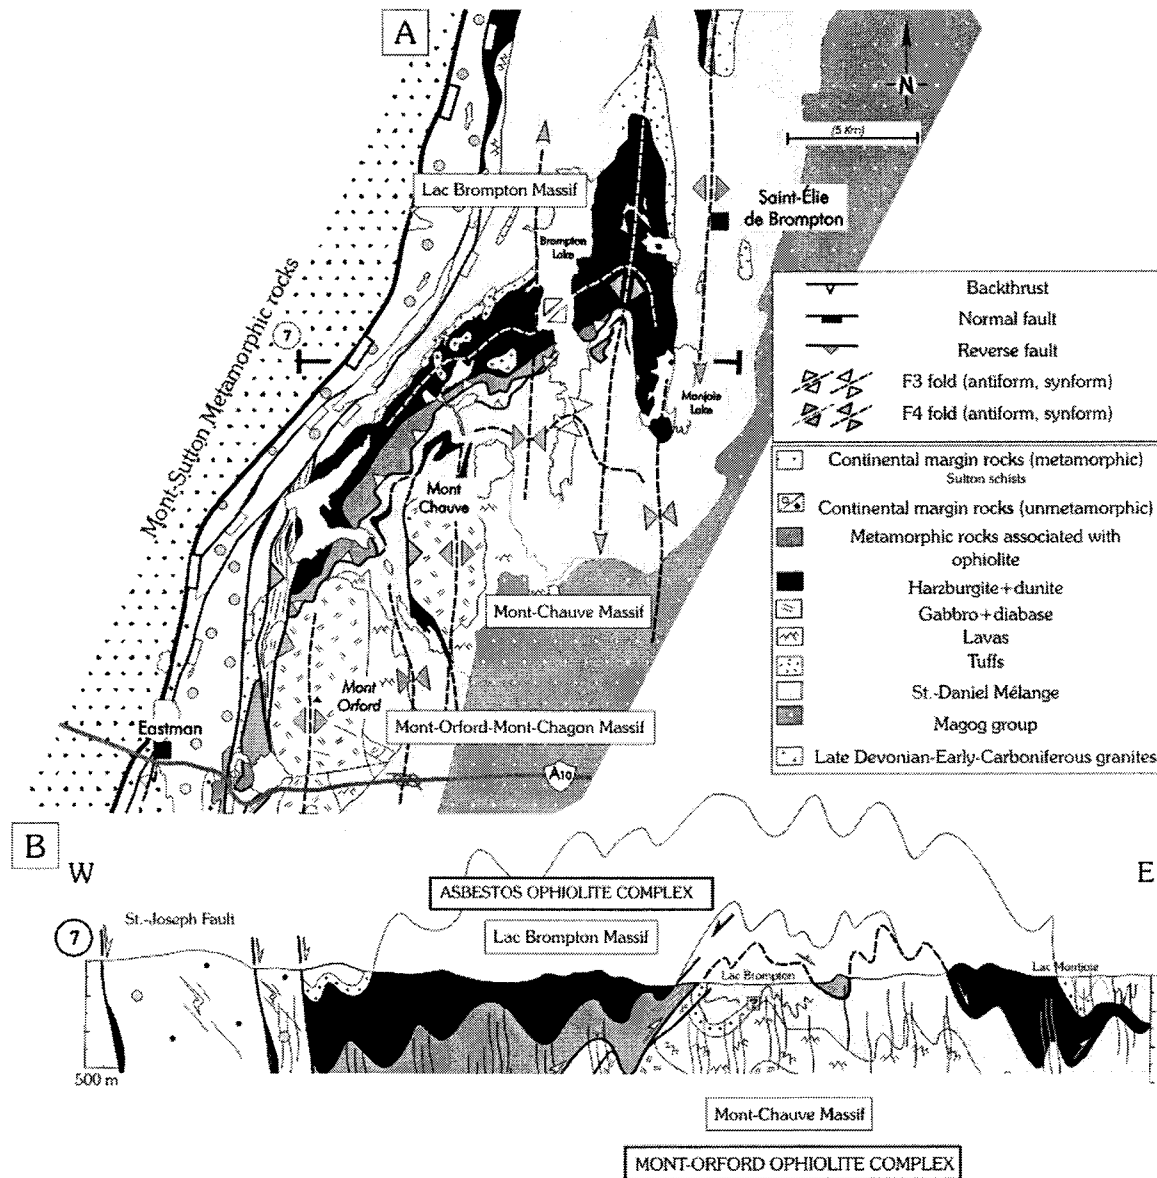 A
N
(5 Km)
Lac Brompton Massif
Saint-Élie
de Brompton
Brompton
Lake
Mont-Sutton Metamorphic rocks
7
Monjoie
Lake
Mont
Chauve
Mont-Chauve Massif
Mont
Orford
Mont-Orford-Mont-Chagon Massif
Eastman
A10
Backthrust
Normal fault
Reverse fault
F3 fold (antiform, synform)
F4 fold (antiform, synform)
Continental margin rocks (metamorphic)
Sutton schists
Continental margin rocks (unmetamorphic)
Metamorphic rocks associated with
ophiolite
Harzburgite+dunite
Gabbro+diabase
Lavas
Tuffs
St.-Daniel Mélange
Magog group
Late Devonian-Early-Carboniferous granites
B
W
E
ASBESTOS OPHIOLITE COMPLEX
St.-Joseph Fault
7
Lac Brompton Massif
Lac Brompton
Lac Montjoie
?
500 m
Mont-Chauve Massif
MONT-ORFORD OPHIOLITE COMPLEX